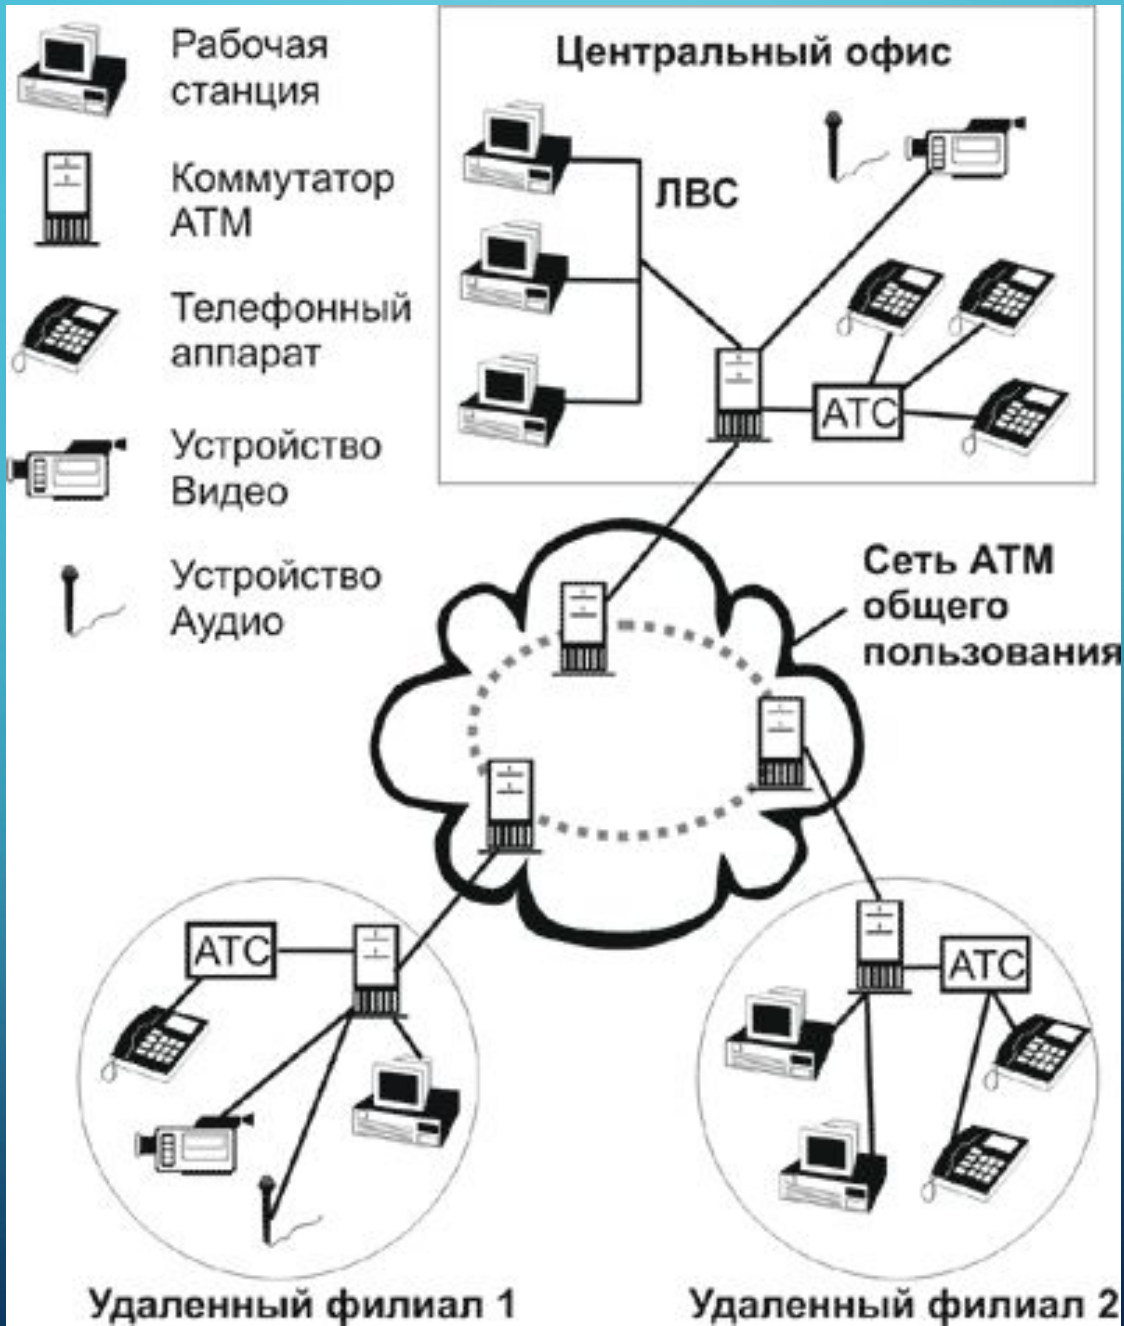 Рабочая
станция
Коммутатор
АТМ
Телефонный
аппарат
Устройство
Видео
Устройство
Аудио
Центральный офис
ЛВС
АТС
Сеть АТМ
общего
пользования
АТС
АТС
Удаленный филиал 1
Удаленный филиал 2